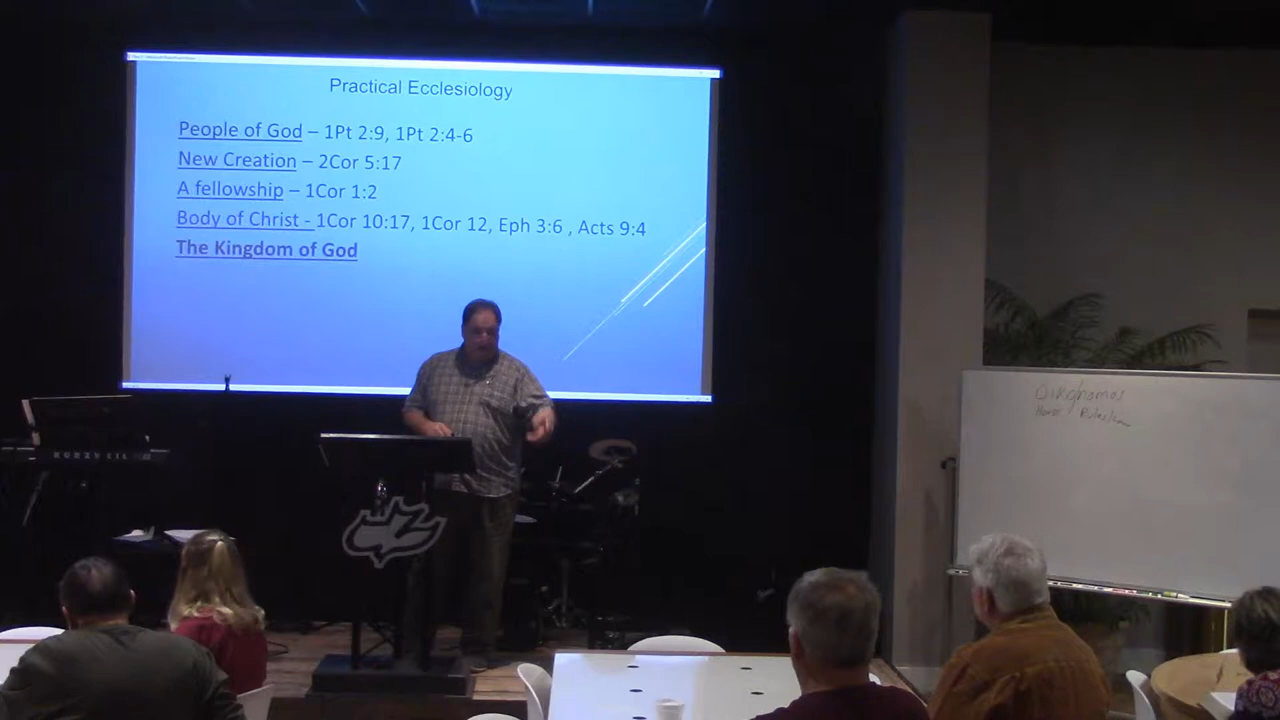 Practical Ecclesiology
People of God – 1Pt 2:9, 1Pt 2:4-6
New Creation – 2Cor 5:17
A fellowship – 1Cor 1:2
Body of Christ - 1Cor 10:17, 1Cor 12, Eph 3:6 , Acts 9:4
The Kingdom of God
KURZWEIL